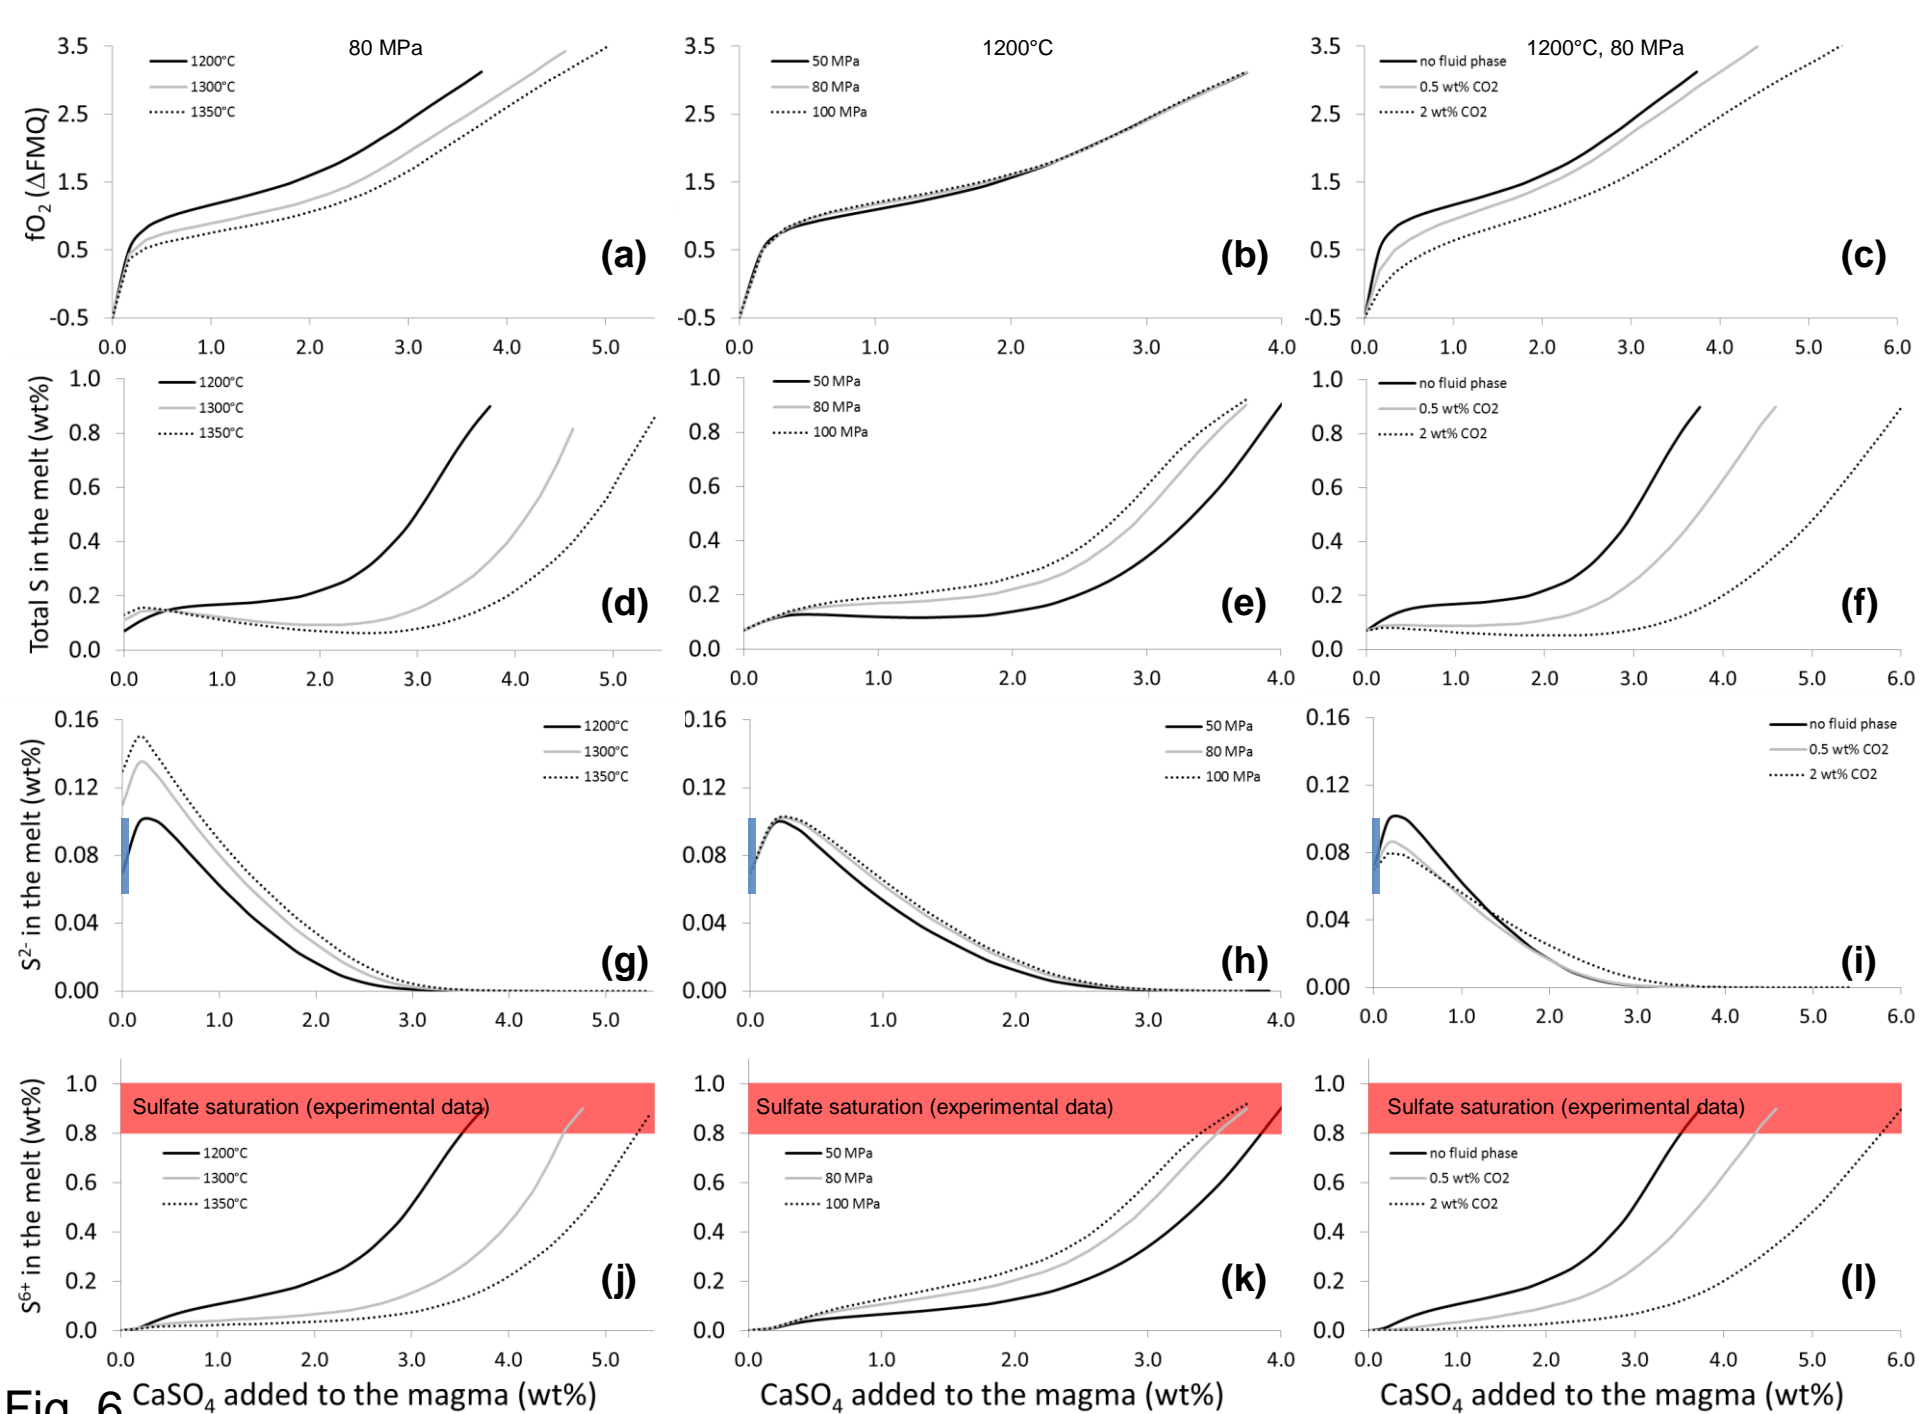 80 MPa
1200°C
1200°C, 80 MPa
fO2 (ΔFMQ)
3.5
2.5
1.5
0.5
-0.5
1200°C
1300°C
1350°C
(a)
0.0 1.0 2.0 3.0 4.0 5.0
3.5
2.5
1.5
0.5
-0.5
50 MPa
80 MPa
100 MPa
(b)
0.0 1.0 2.0 3.0 4.0
3.5
2.5
1.5
0.5
-0.5
no fluid phase
0.5 wt% CO2
2 wt% CO2
(c)
0.0 1.0 2.0 3.0 4.0 5.0 6.0
Total S in the melt (wt%)
1.0
0.8
0.6
0.4
0.2
0.0
1200°C
1300°C
1350°C
(d)
0.0 1.0 2.0 3.0 4.0 5.0
1.0
0.8
0.6
0.4
0.2
0.0
50 MPa
80 MPa
100 MPa
(e)
0.0 1.0 2.0 3.0 4.0
1.0
0.8
0.6
0.4
0.2
0.0
no fluid phase
0.5 wt% CO2
2 wt% CO2
(f)
0.0 1.0 2.0 3.0 4.0 5.0 6.0
S2- in the melt (wt%)
0.16
0.12
0.08
0.04
0.00
1200°C
1300°C
1350°C
(g)
0.0 1.0 2.0 3.0 4.0 5.0
0.16
0.12
0.08
0.04
0.00
50 MPa
80 MPa
100 MPa
(h)
0.0 1.0 2.0 3.0 4.0
0.16
0.12
0.08
0.04
0.00
no fluid phase
0.5 wt% CO2
2 wt% CO2
(i)
0.0 1.0 2.0 3.0 4.0 5.0 6.0
S6+ in the melt (wt%)
1.0
0.8
0.6
0.4
0.2
0.0
Sulfate saturation (experimental data)
1200°C
1300°C
1350°C
(j)
0.0 1.0 2.0 3.0 4.0 5.0
CaSO4 added to the magma (wt%)
1.0
0.8
0.6
0.4
0.2
0.0
Sulfate saturation (experimental data)
50 MPa
80 MPa
100 MPa
(k)
0.0 1.0 2.0 3.0 4.0
CaSO4 added to the magma (wt%)
1.0
0.8
0.6
0.4
0.2
0.0
Sulfate saturation (experimental data)
no fluid phase
0.5 wt% CO2
2 wt% CO2
(l)
0.0 1.0 2.0 3.0 4.0 5.0 6.0
CaSO4 added to the magma (wt%)
Fig. 6